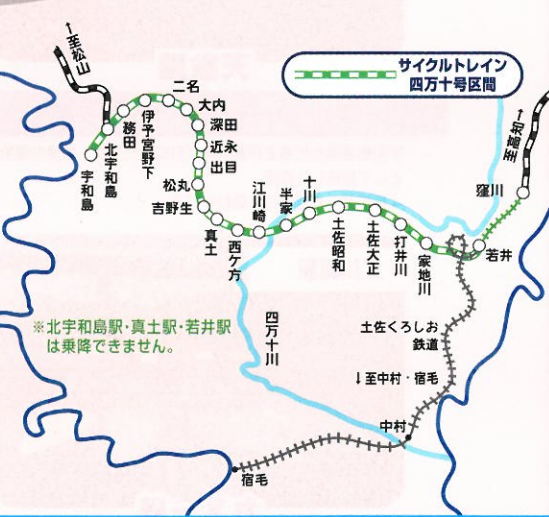 サイクルトレイン
四万十号区間
↑至松山
至高知→
宇和島
北宇和島
務田
伊予宮野下
二名
大内
深田
近永
出目
松丸
吉野生
真土
西ケ方
江川崎
半家
十川
土佐昭和
土佐大正
打井川
家地川
若井
窪川
四万十川
※北宇和島駅・真土駅・若井駅
は乗降できません。
土佐くろしお
鉄道
↓至中村・宿毛
中村
宿毛